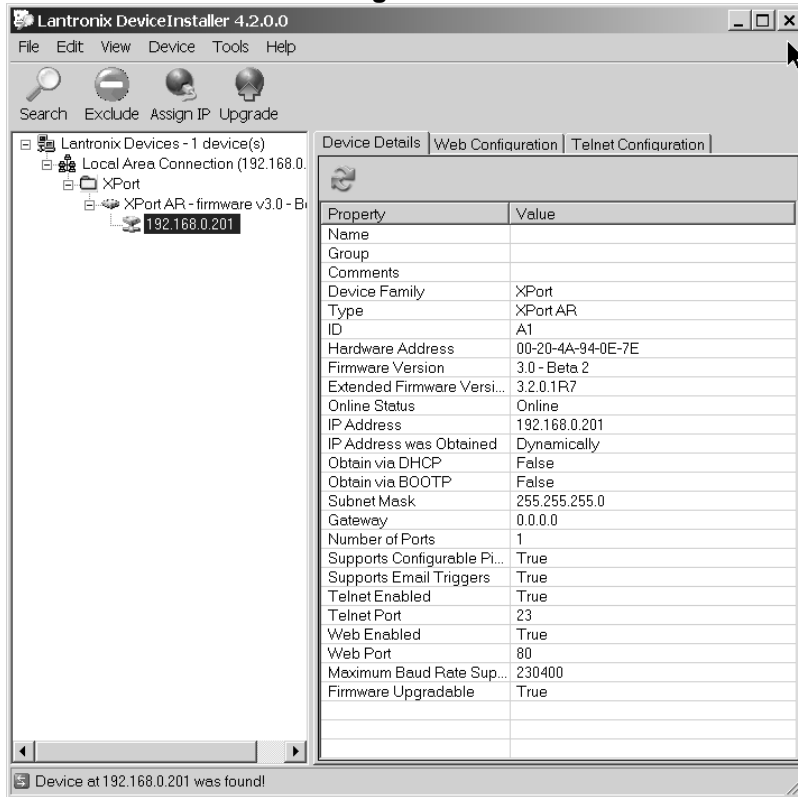 Lantronix DeviceInstaller 4.2.0.0
File Edit View Device Tools Help
Search Exclude Assign IP Upgrade
Lantronix Devices - 1 device(s)
Local Area Connection (192.168.0.
XPort
XPort AR - firmware v3.0 - B
192.168.0.201
Device Details Web Configuration Telnet Configuration
Property Value
Name
Group
Comments
Device Family XPort
Type XPort AR
ID A1
Hardware Address 00-20-4A-94-0E-7E
Firmware Version 3.0 - Beta 2
Extended Firmware Versi... 3.2.0.1R7
Online Status Online
IP Address 192.168.0.201
IP Address was Obtained Dynamically
Obtain via DHCP False
Obtain via BOOTP False
Subnet Mask 255.255.255.0
Gateway 0.0.0.0
Number of Ports 1
Supports Configurable Pi... True
Supports Email Triggers True
Telnet Enabled True
Telnet Port 23
Web Enabled True
Web Port 80
Maximum Baud Rate Sup... 230400
Firmware Upgradable True
Device at 192.168.0.201 was found!